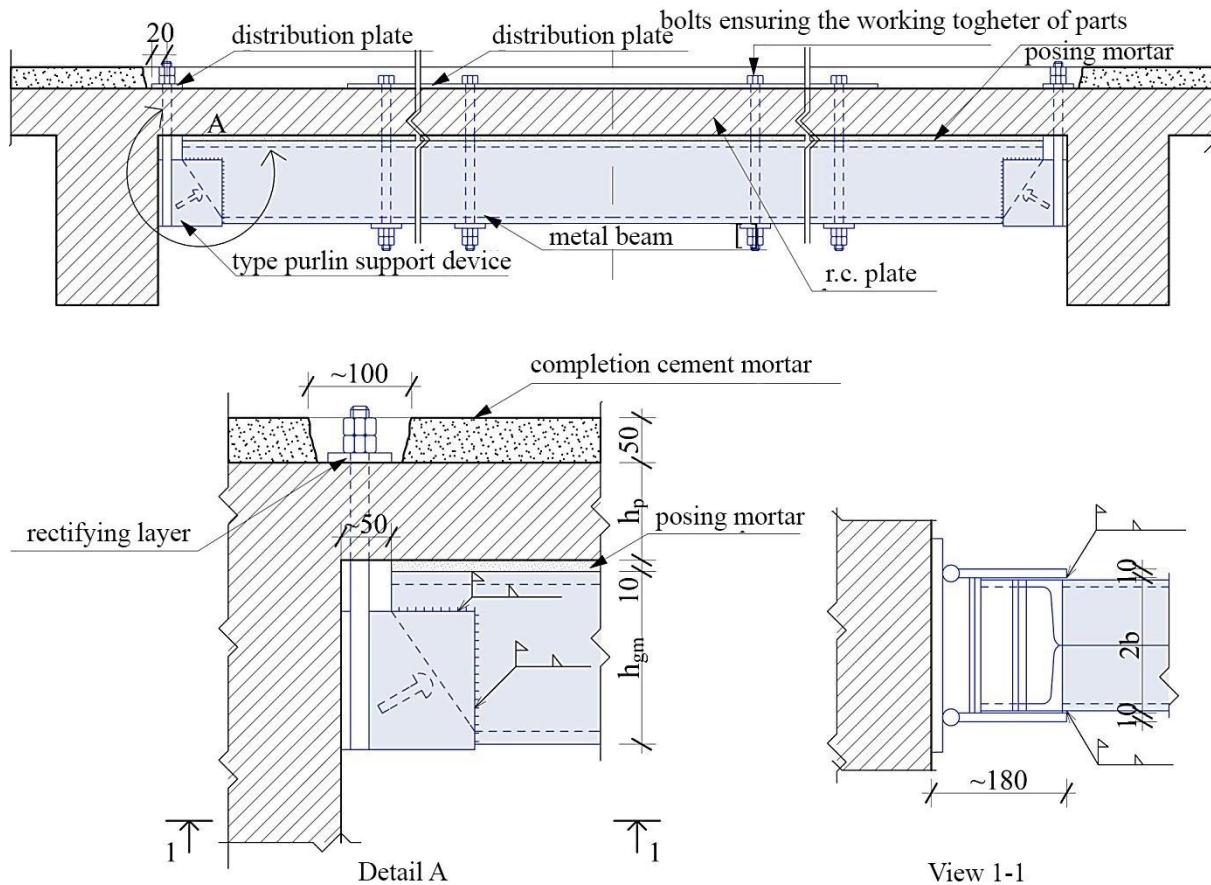 bolts ensuring the working togheter of parts
20
distribution plate
distribution plate
posing mortar
A
metal beam
type purlin support device
r.c. plate
completion cement mortar
~100
50
rectifying layer
~50
hp
posing mortar
10
hgm
10
2b
10
~180
1
1
Detail A
View 1-1